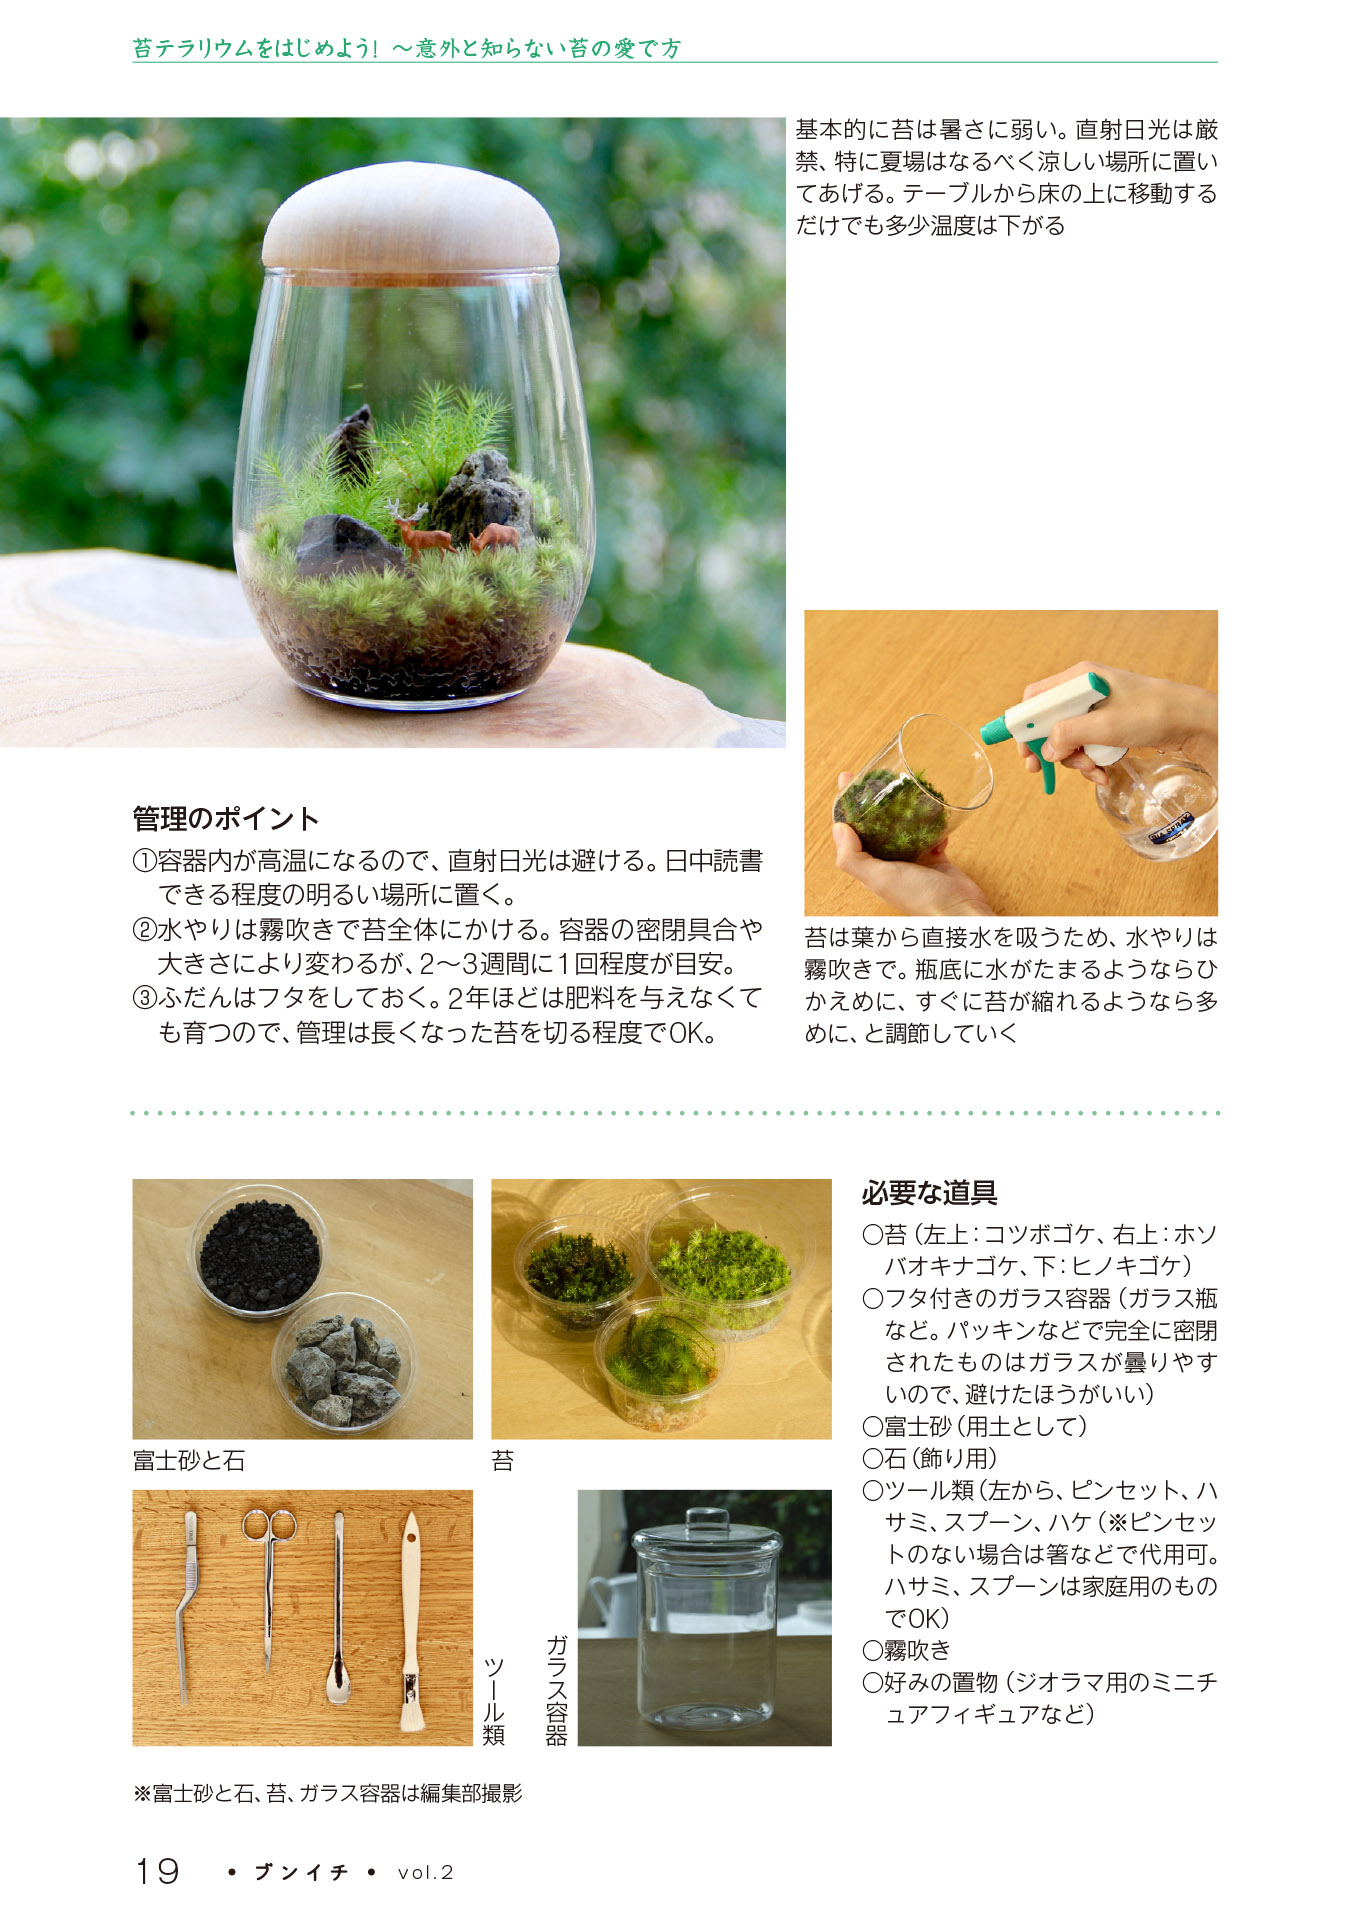 苔テラリウムをはじめよう! ～意外と知らない苔の愛で方
基本的に苔は暑さに弱い。直射日光は厳
禁、特に夏場はなるべく涼しい場所に置い
てあげる。テーブルから床の上に移動する
だけでも多少温度は下がる
管理のポイント
①容器内が高温になるので、直射日光は避ける。日中読書
できる程度の明るい場所に置く。
②水やりは霧吹きで苔全体にかける。容器の密閉具合や
大きさにより変わるが、2～3週間に1回程度が目安。
③ふだんはフタをしておく。2年ほどは肥料を与えなくて
も育つので、管理は長くなった苔を切る程度でOK。
苔は葉から直接水を吸うため、水やりは
霧吹きで。瓶底に水がたまるようならひ
かえめに、すぐに苔が縮れるようなら多
めに、と調節していく
富士砂と石
苔
ツール類
ガラス容器
必要な道具
○苔（左上：コツボゴケ、右上：ホソ
バオキナゴケ、下：ヒノキゴケ）
○フタ付きのガラス容器（ガラス瓶
など。パッキンなどで完全に密閉
されたものはガラスが曇りやす
いので、避けたほうがいい）
○富士砂（用土として）
○石（飾り用）
○ツール類（左から、ピンセット、ハ
サミ、スプーン、ハケ（※ピンセッ
トのない場合は箸などで代用可。
ハサミ、スプーンは家庭用のもの
でOK）
○霧吹き
○好みの置物（ジオラマ用のミニチ
ュアフィギュアなど）
※富士砂と石、苔、ガラス容器は編集部撮影
19 • ブンイチ • vol.2